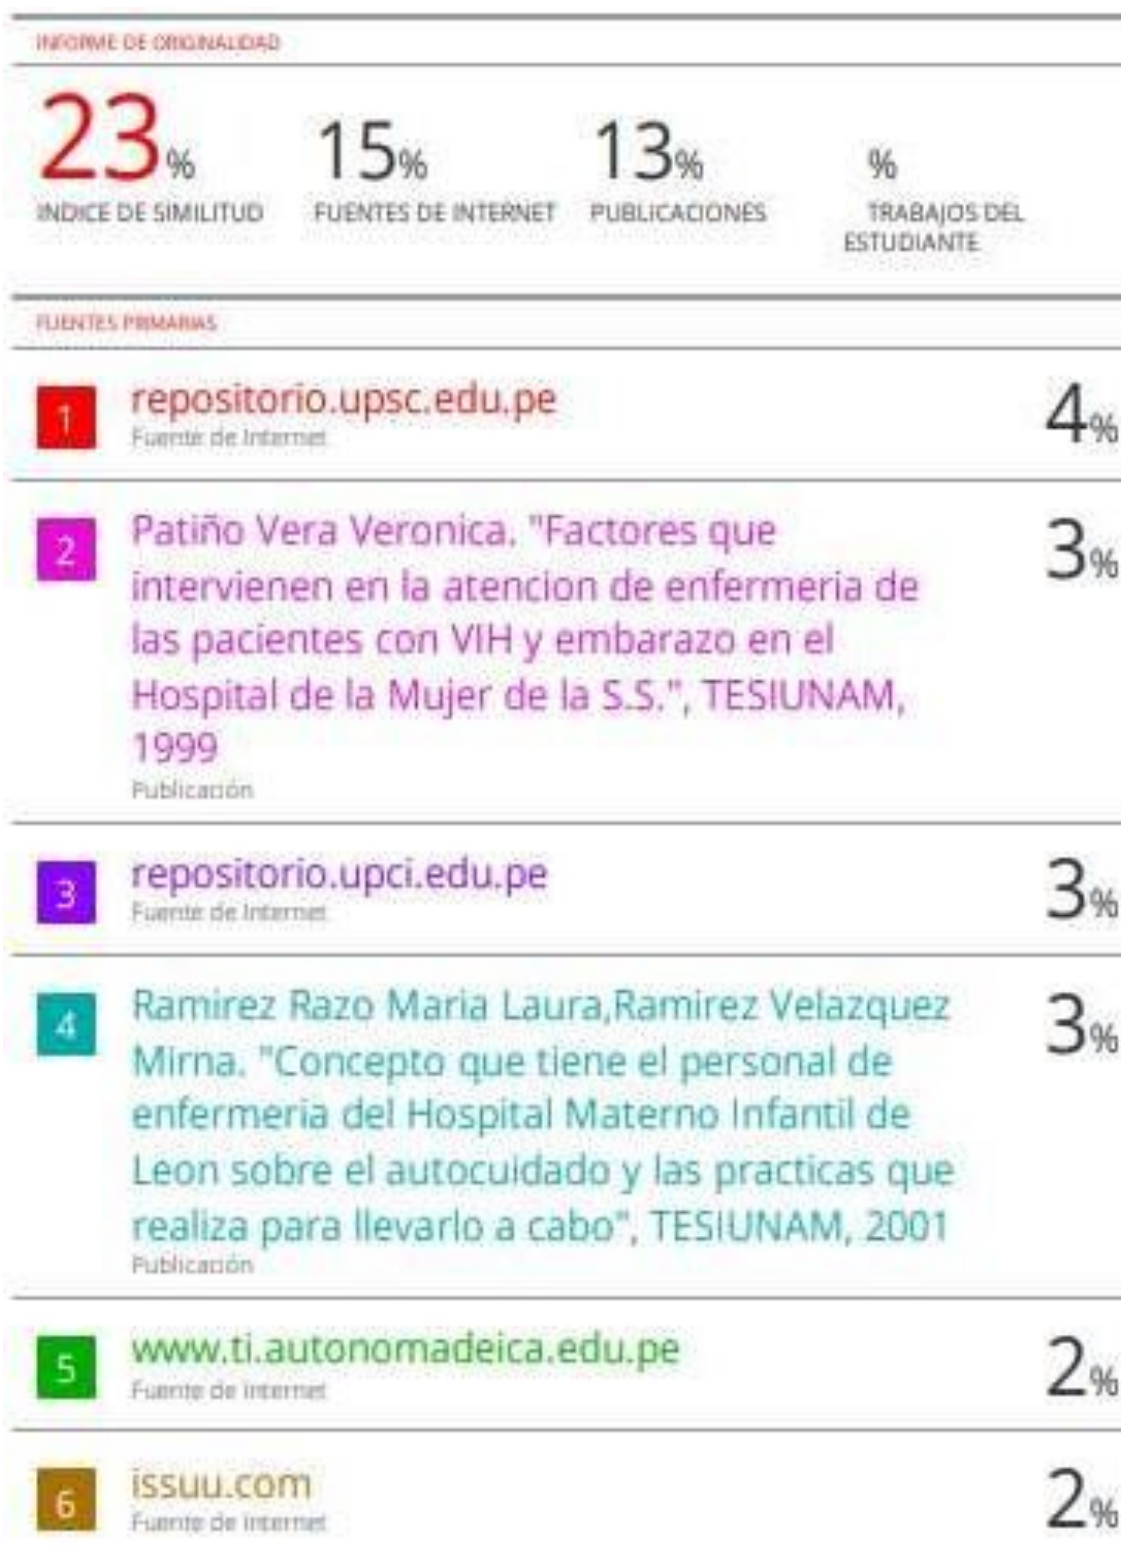 INFORME DE ORIGINALIDAD
23%
INDICE DE SIMILITUD
15%
FUENTES DE INTERNET
13%
PUBLICACIONES
%
TRABAJOS DEL
ESTUDIANTE
FUENTES PRIMARIAS
1
repositorio.upsc.edu.pe
Fuente de Internet
4%
2
Patiño Vera Veronica. "Factores que
intervienen en la atencion de enfermeria de
las pacientes con VIH y embarazo en el
Hospital de la Mujer de la S.S.", TESIUNAM,
1999
Publicación
3%
3
repositorio.upci.edu.pe
Fuente de Internet
3%
4
Ramirez Razo Maria Laura,Ramirez Velazquez
Mirna. "Concepto que tiene el personal de
enfermeria del Hospital Materno Infantil de
Leon sobre el autocuidado y las practicas que
realiza para llevarlo a cabo", TESIUNAM, 2001
Publicación
3%
5
www.ti.autonomadeica.edu.pe
Fuente de Internet
2%
6
issuu.com
Fuente de Internet
2%